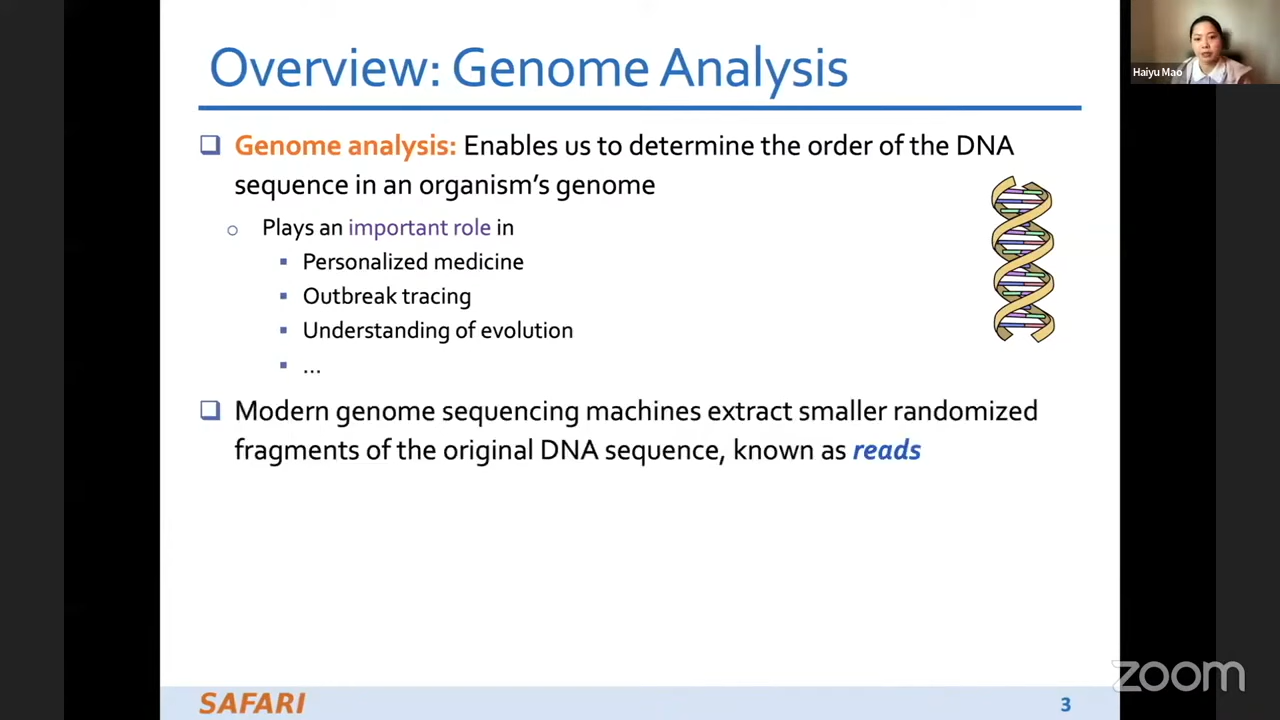 Overview: Genome Analysis
Haiyu Mao
❑ Genome analysis: Enables us to determine the order of the DNA
sequence in an organism's genome
○ Plays an important role in
▪ Personalized medicine
▪ Outbreak tracing
▪ Understanding of evolution
▪ ...
❑ Modern genome sequencing machines extract smaller randomized
fragments of the original DNA sequence, known as reads
zoom
SAFARI
3